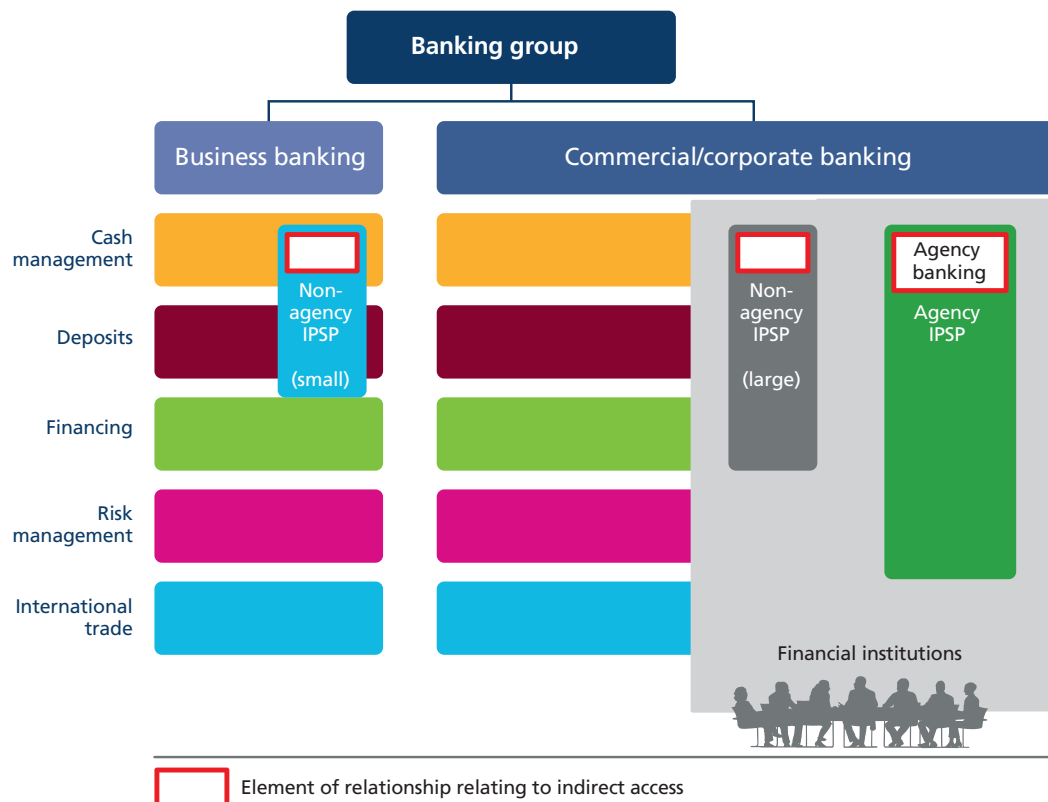 Banking group
Business banking
Commercial/corporate banking
Cash
management
Deposits
Financing
Risk
management
International
trade
Non-
agency
IPSP
(small)
Non-
agency
IPSP
(large)
Agency
banking
Agency
IPSP
Financial institutions
Element of relationship relating to indirect access